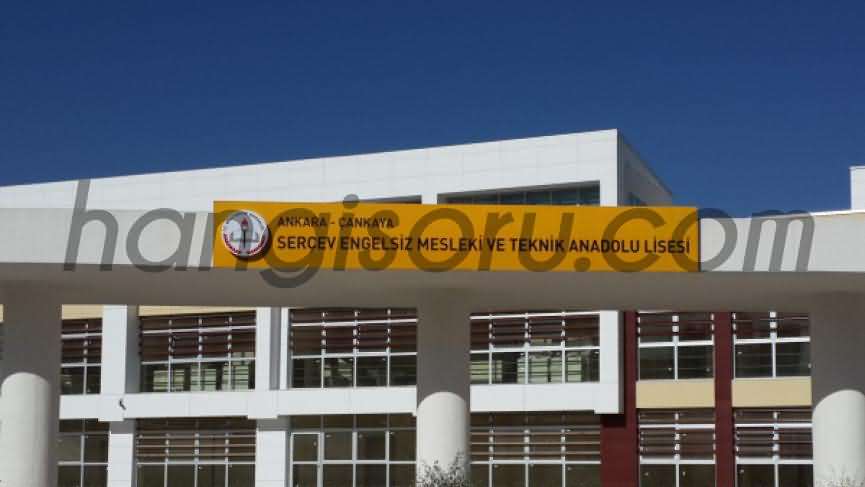 ANKARA - ÇANKAYA
SERÇEV ENGELSİZ MESLEKİ VE TEKNİK ANADOLU LİSESİ
hangisoru.com